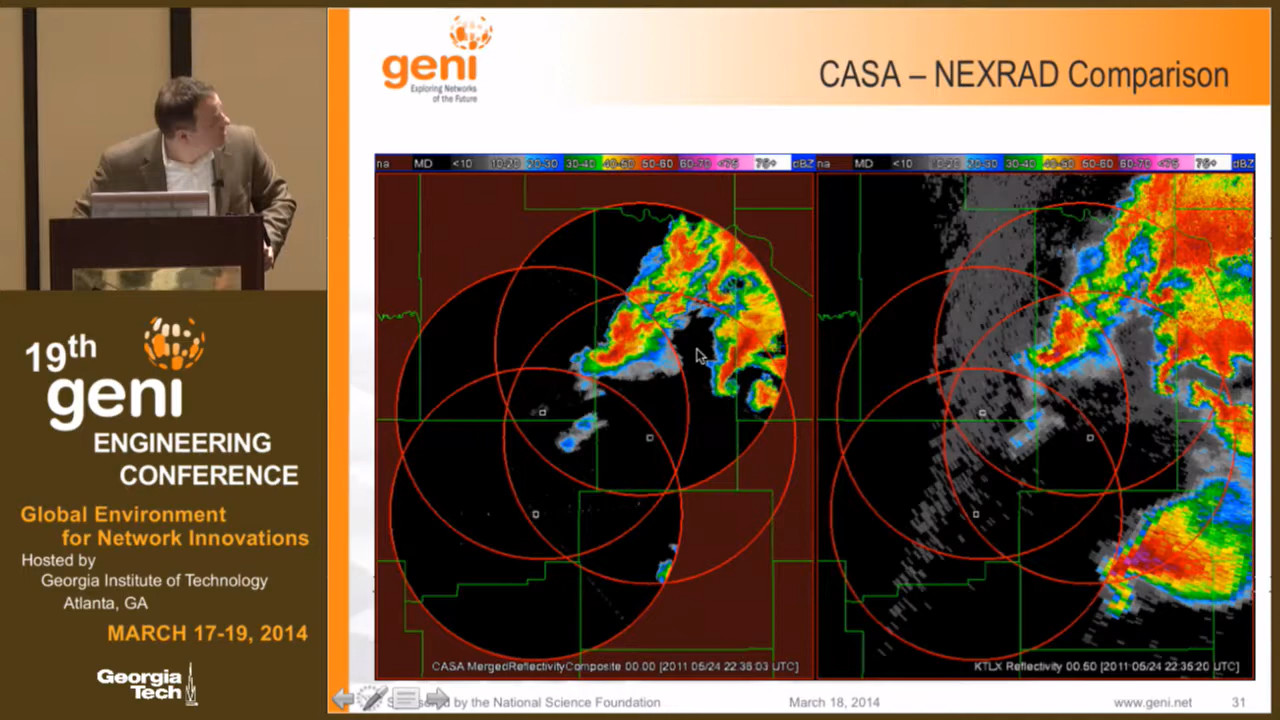 geni
Exploring Networks
of the Future
CASA – NEXRAD Comparison
na MD <10 10-20 20-30 30-40 40-50 50-60 60-70 <75 75+ dBZ
na MD <10 10-20 20-30 30-40 40-50 50-60 60-70 <75 75+ dBZ
CASA MergedReflectivityComposite 00.00 [2011/05/24 22:36:03 UTC]
KTLX Reflectivity 00.50 [2011/05/24 22:35:20 UTC]
by the National Science Foundation
March 18, 2014
www.geni.net
31
19th
geni
ENGINEERING
CONFERENCE
Global Environment
for Network Innovations
Hosted by
Georgia Institute of Technology
Atlanta, GA
MARCH 17-19, 2014
Georgia
Tech